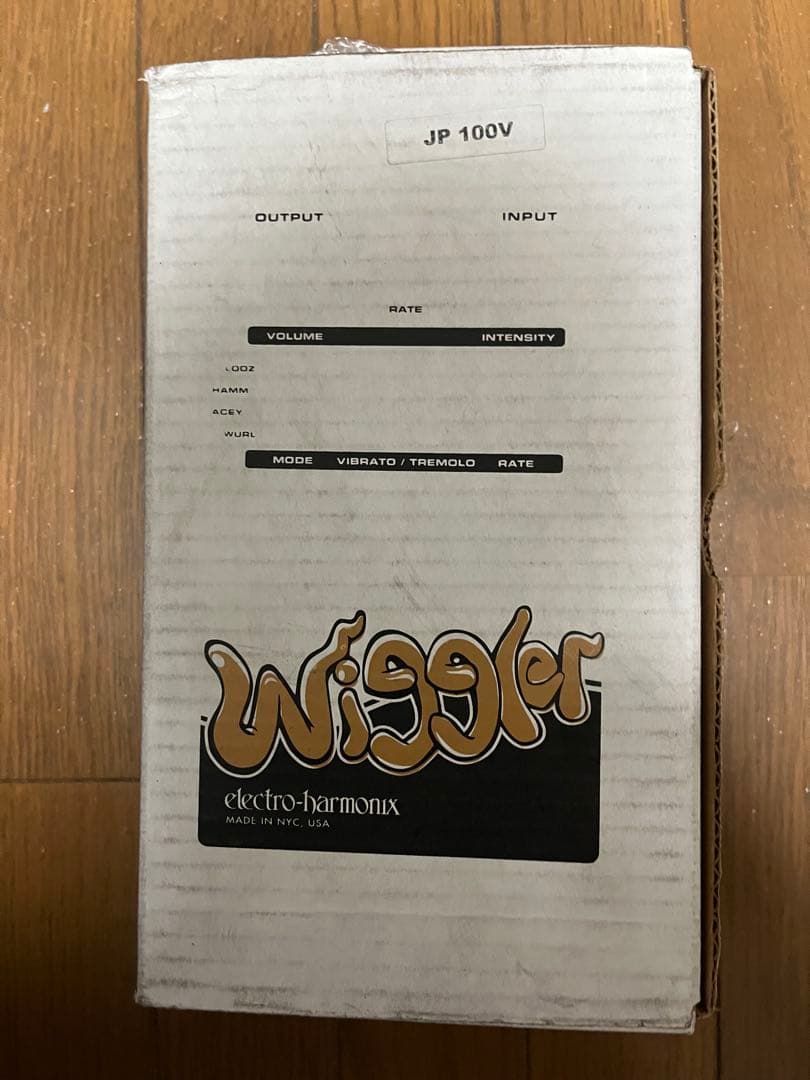 JP 100V
OUTPUT INPUT
RATE
VOLUME INTENSITY
LOOZ
HAMM
ACEY
WURL
MODE VIBRATO / TREMOLO RATE
Wiggler
electro-harmonix
MADE IN NYC, USA